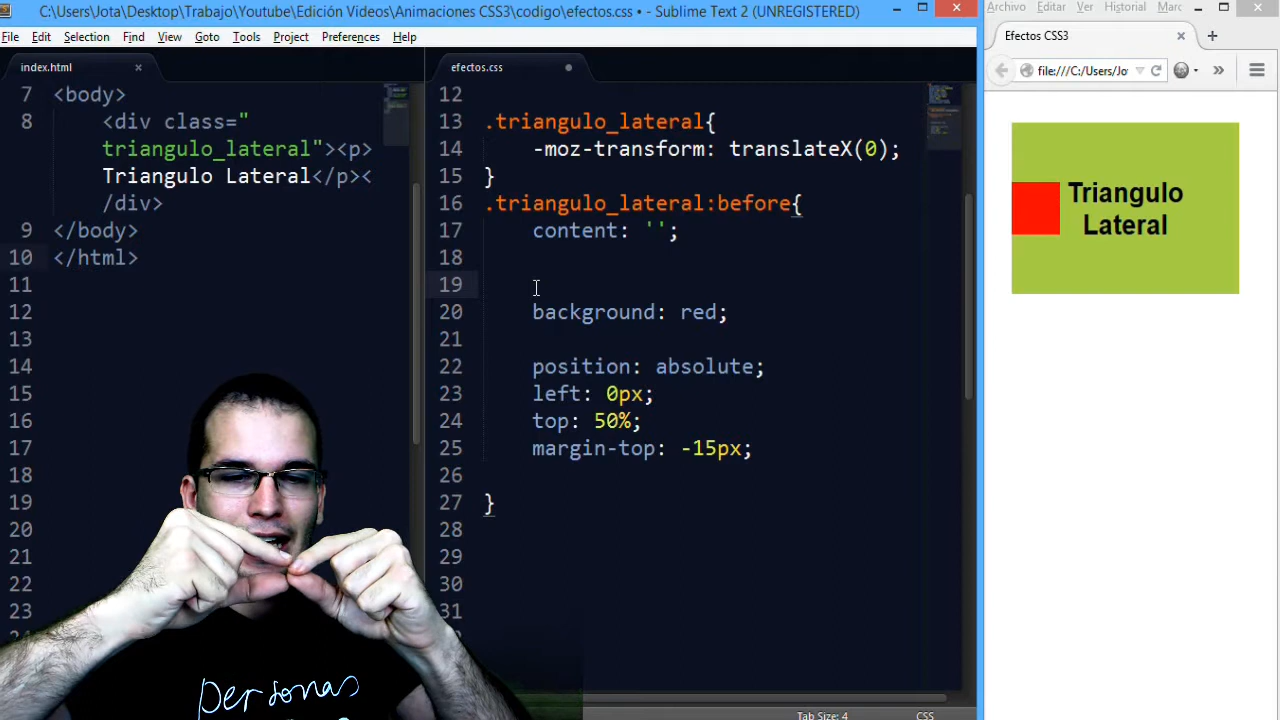 C:\Users\Jota\Desktop\Trabajo\Youtube\Edición Videos\Animaciones CSS3\codigo\efectos.css • - Sublime Text 2 (UNREGISTERED)
File Edit Selection Find View Goto Tools Project Preferences Help
index.html ×
efectos.css
7 <body>
8 <div class="
triangulo_lateral"><p>
Triangulo Lateral</p><
/div>
9 </body>
10 </html>
11
12
13
14
15
16
17
18
19
20
21
22
23
12
13 .triangulo_lateral{
14 -moz-transform: translateX(0);
15 }
16 .triangulo_lateral:before{
17 content: '';
18
19
20 background: red;
21
22 position: absolute;
23 left: 0px;
24 top: 50%;
25 margin-top: -15px;
26
27 }
28
29
30
31
Tab Size: 4 CSS
Archivo Editar Ver Historial Marc
Efectos CSS3
file:///C:/Users/Jo
Triangulo
Lateral
personas